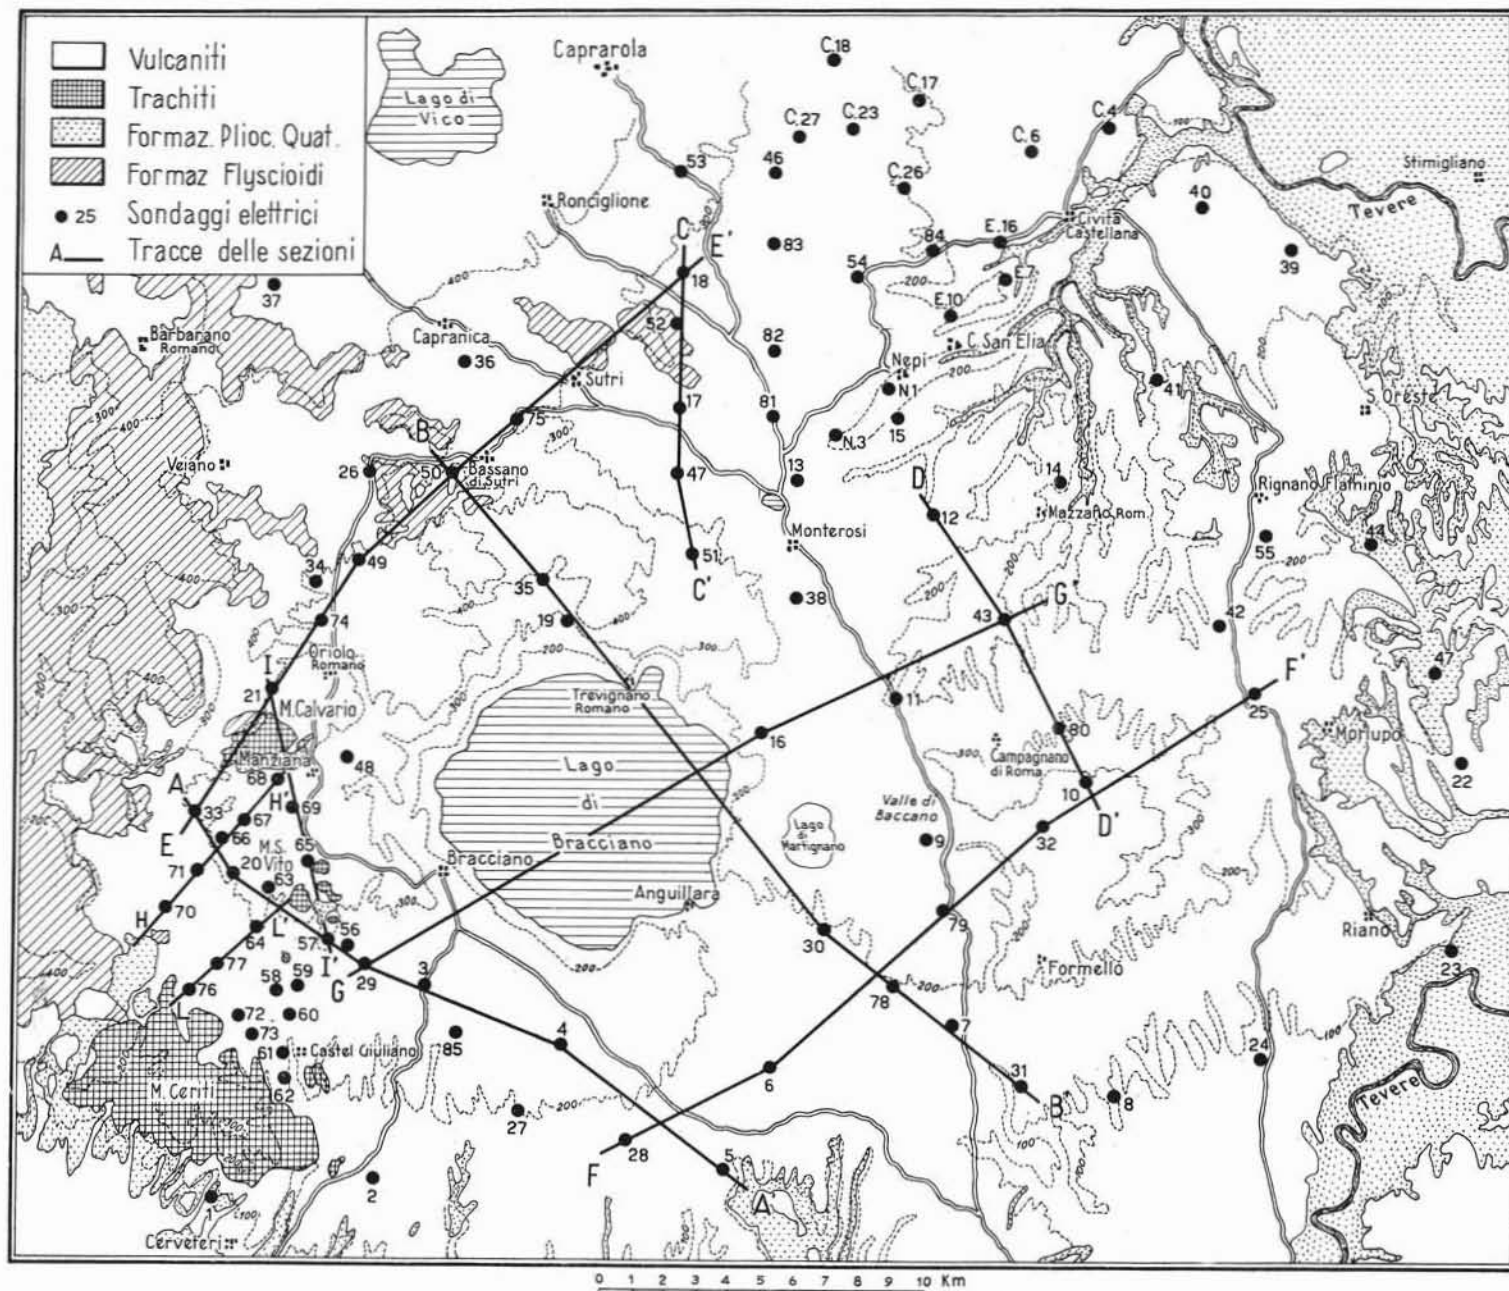 Vulcaniti
Trachiti
Formaz. Plioc. Quat.
Formaz Flyscioidi
25 Sondaggi elettrici
A Tracce delle sezioni
Lago di
Vico
Caprarola
C.18
C.17
C.27
C.23
C.4
C.6
46
53
C.26
Stimigliano
40
Tevere
Ronciglione
Civita
Castellana
E.16
84
83
39
C
E'
18
54
E.7
37
400
200
E.10
52
Capranica
Barbarano
Romano
82
C. San Elia
Nepi
36
Sutri
N1
41
S. Oreste
17
81
15
75
N.3
B
Veiano
26
50
Bassano
di Sutri
47
13
14
D
Rignano Flaminio
12
Mazzano Rom.
Monterosi
51
55
44
49
34
35
C'
38
G'
74
19
43
42
Oriolo
Romano
I
21
Trevignano
Romano
47
F'
M. Calvario
11
25
16
80
Morlupo
Manziana
48
68
Campagnano
di Roma
22
Lago
di
Bracciano
A
33
H'
69
67
10
D'
Valle di
Baccano
Lago
di
Martignano
E
66
32
M.S.
Vito
65
9
71
20
63
Bracciano
Anguillara
70
H
64
L'
79
Riano
56
57
30
23
I'
77
G
29
Formello
58
59
3
76
78
L
72
60
7
73
4
85
61
Castel Giuliano
24
6
31
M. Ceriti
62
8
B'
Tevere
27
28
F
5
A'
2
1
Cerveteri
0 1 2 3 4 5 6 7 8 9 10 Km